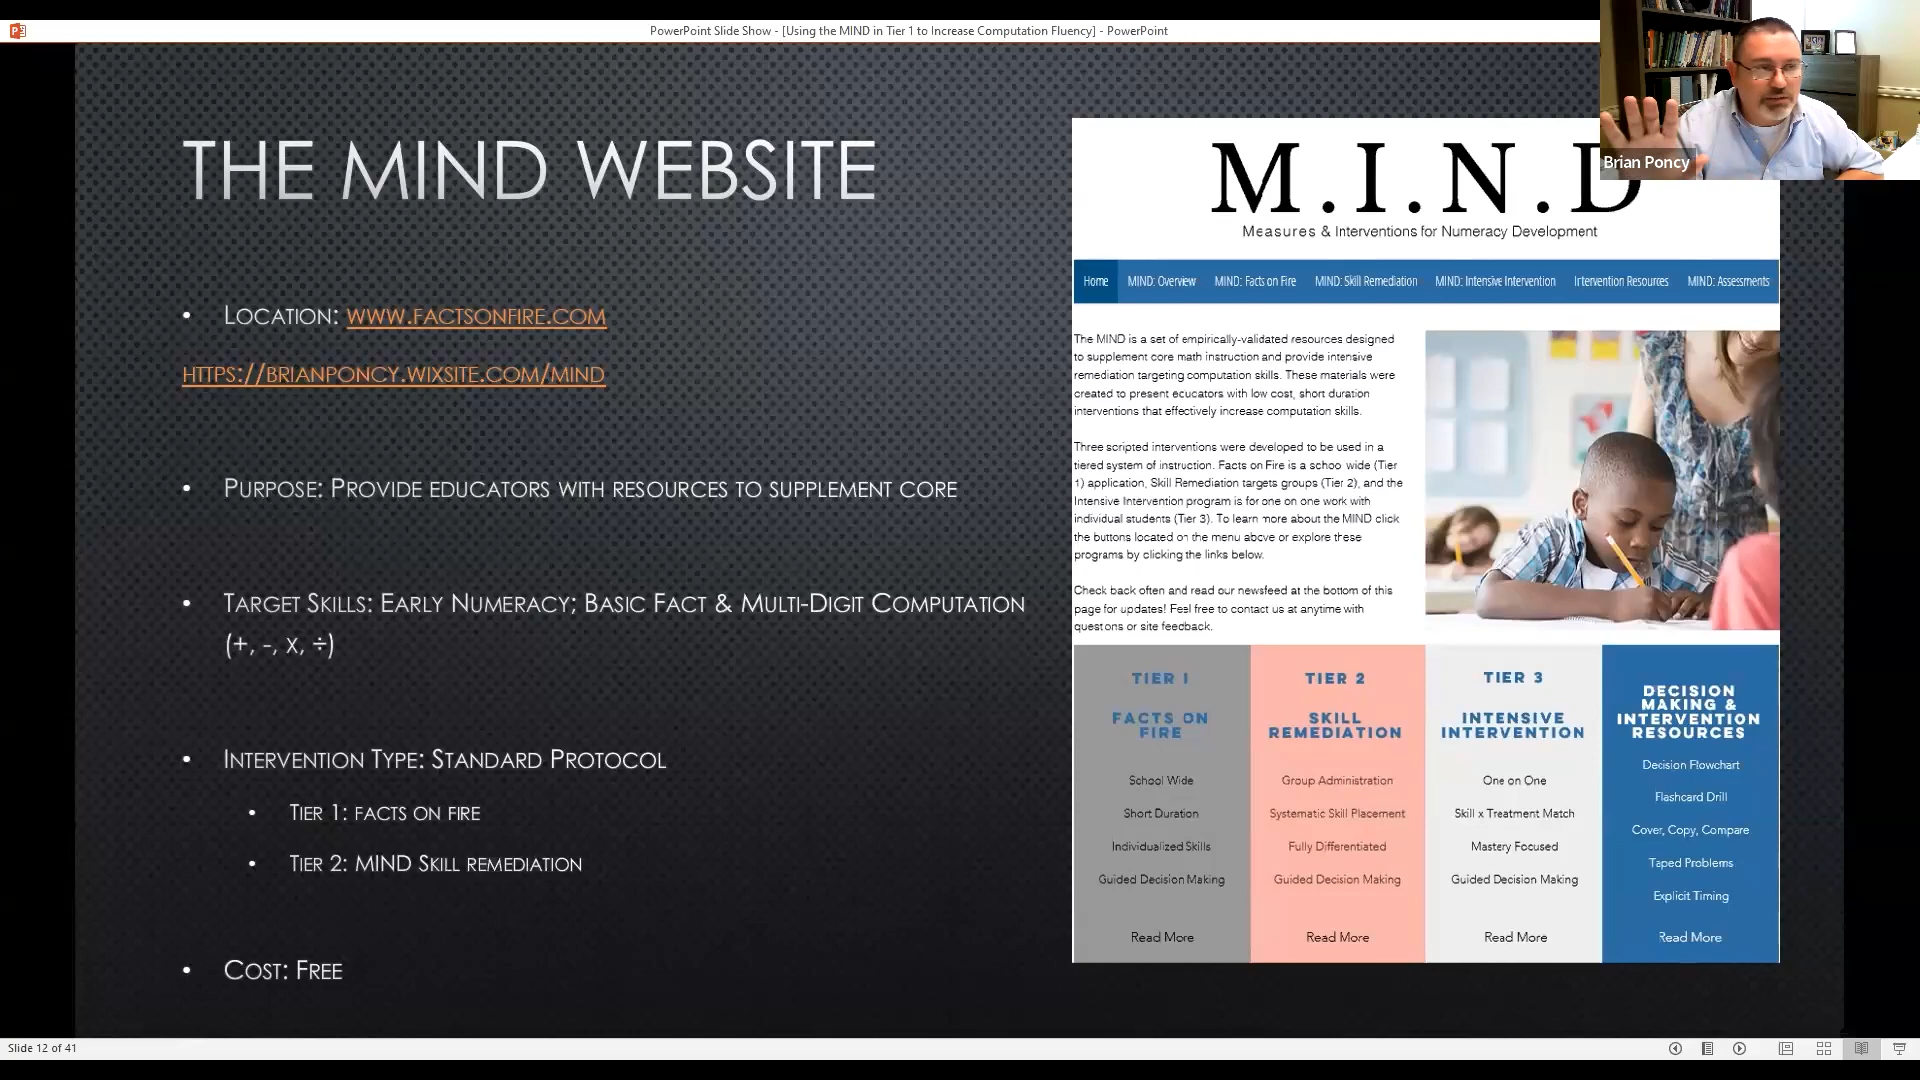 PowerPoint Slide Show - [Using the MIND in Tier 1 to Increase Computation Fluency] - PowerPoint
Brian Poncy
THE MIND WEBSITE
• LOCATION: WWW.FACTSONFIRE.COM
HTTPS://BRIANPONCY.WIXSITE.COM/MIND
• PURPOSE: PROVIDE EDUCATORS WITH RESOURCES TO SUPPLEMENT CORE
• TARGET SKILLS: EARLY NUMERACY; BASIC FACT & MULTI-DIGIT COMPUTATION
(+, -, X, ÷)
• INTERVENTION TYPE: STANDARD PROTOCOL
• TIER 1: FACTS ON FIRE
• TIER 2: MIND SKILL REMEDIATION
• COST: FREE
M.I.N.D
Measures & Interventions for Numeracy Development
Home MIND: Overview MIND: Facts on Fire MIND: Skill Remediation MIND: Intensive Intervention Intervention Resources MIND: Assessments
The MIND is a set of empirically-validated resources designed
to supplement core math instruction and provide intensive
remediation targeting computation skills. These materials were
created to present educators with low cost, short duration
interventions that effectively increase computation skills.
Three scripted interventions were developed to be used in a
tiered system of instruction. Facts on Fire is a school wide (Tier
1) application, Skill Remediation targets groups (Tier 2), and the
Intensive Intervention program is for one on one work with
individual students (Tier 3). To learn more about the MIND click
the buttons located on the menu above or explore these
programs by clicking the links below.
Check back often and read our newsfeed at the bottom of this
page for updates! Feel free to contact us at anytime with
questions or site feedback.
TIER 1
FACTS ON
FIRE
School Wide
Short Duration
Individualized Skills
Guided Decision Making
Read More
TIER 2
SKILL
REMEDIATION
Group Administration
Systematic Skill Placement
Fully Differentiated
Guided Decision Making
Read More
TIER 3
INTENSIVE
INTERVENTION
One on One
Skill x Treatment Match
Mastery Focused
Guided Decision Making
Read More
DECISION
MAKING &
INTERVENTION
RESOURCES
Decision Flowchart
Flashcard Drill
Cover, Copy, Compare
Taped Problems
Explicit Timing
Read More
Slide 12 of 41